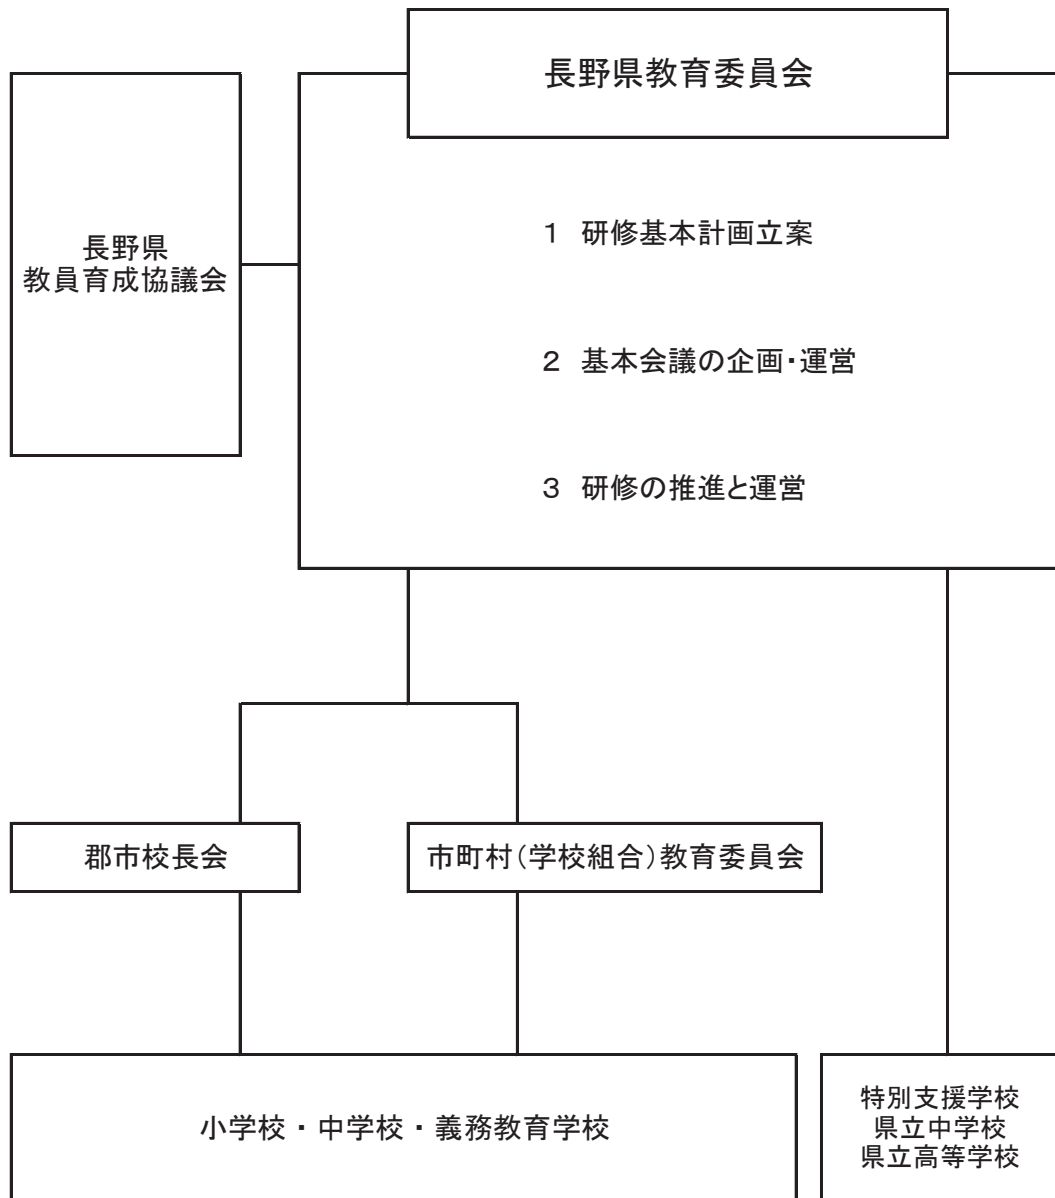 長野県教育委員会
長野県
教員育成協議会
1 研修基本計画立案
2 基本会議の企画・運営
3 研修の推進と運営
郡市校長会
市町村(学校組合)教育委員会
小学校・中学校・義務教育学校
特別支援学校
県立中学校
県立高等学校